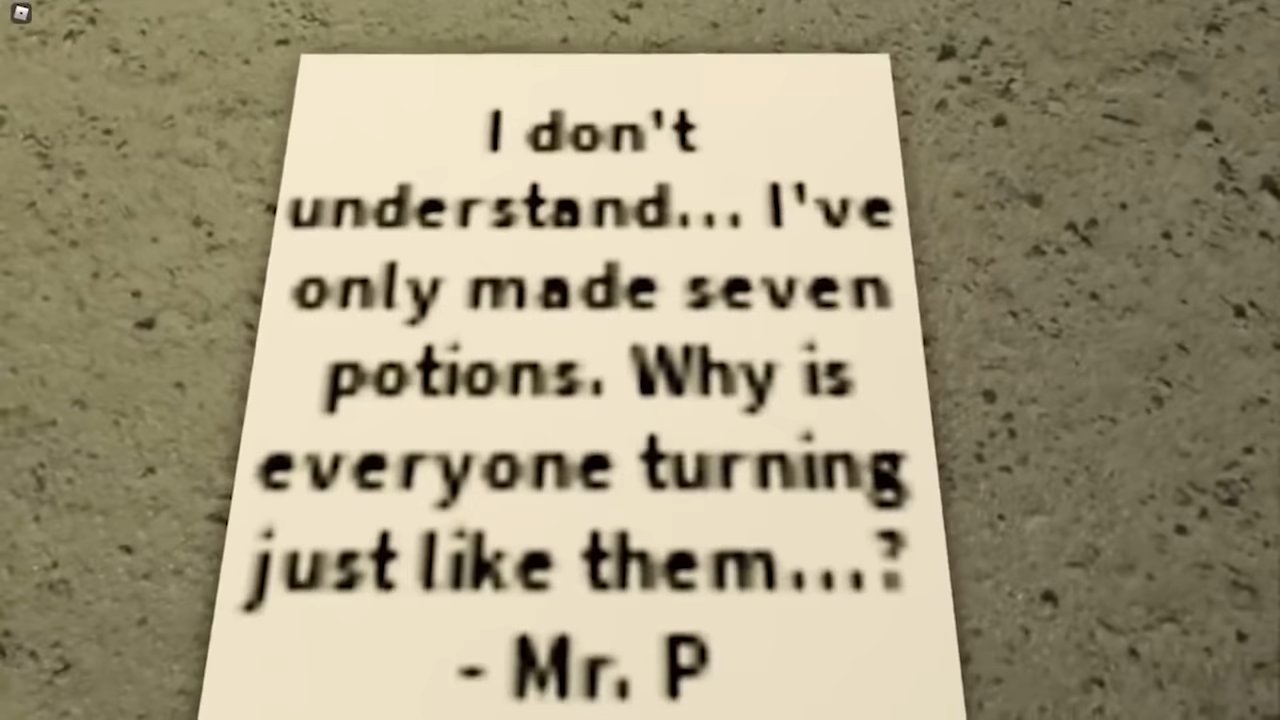 I don't
understand... I've
only made seven
potions. Why is
everyone turning
just like them...?
- Mr. P